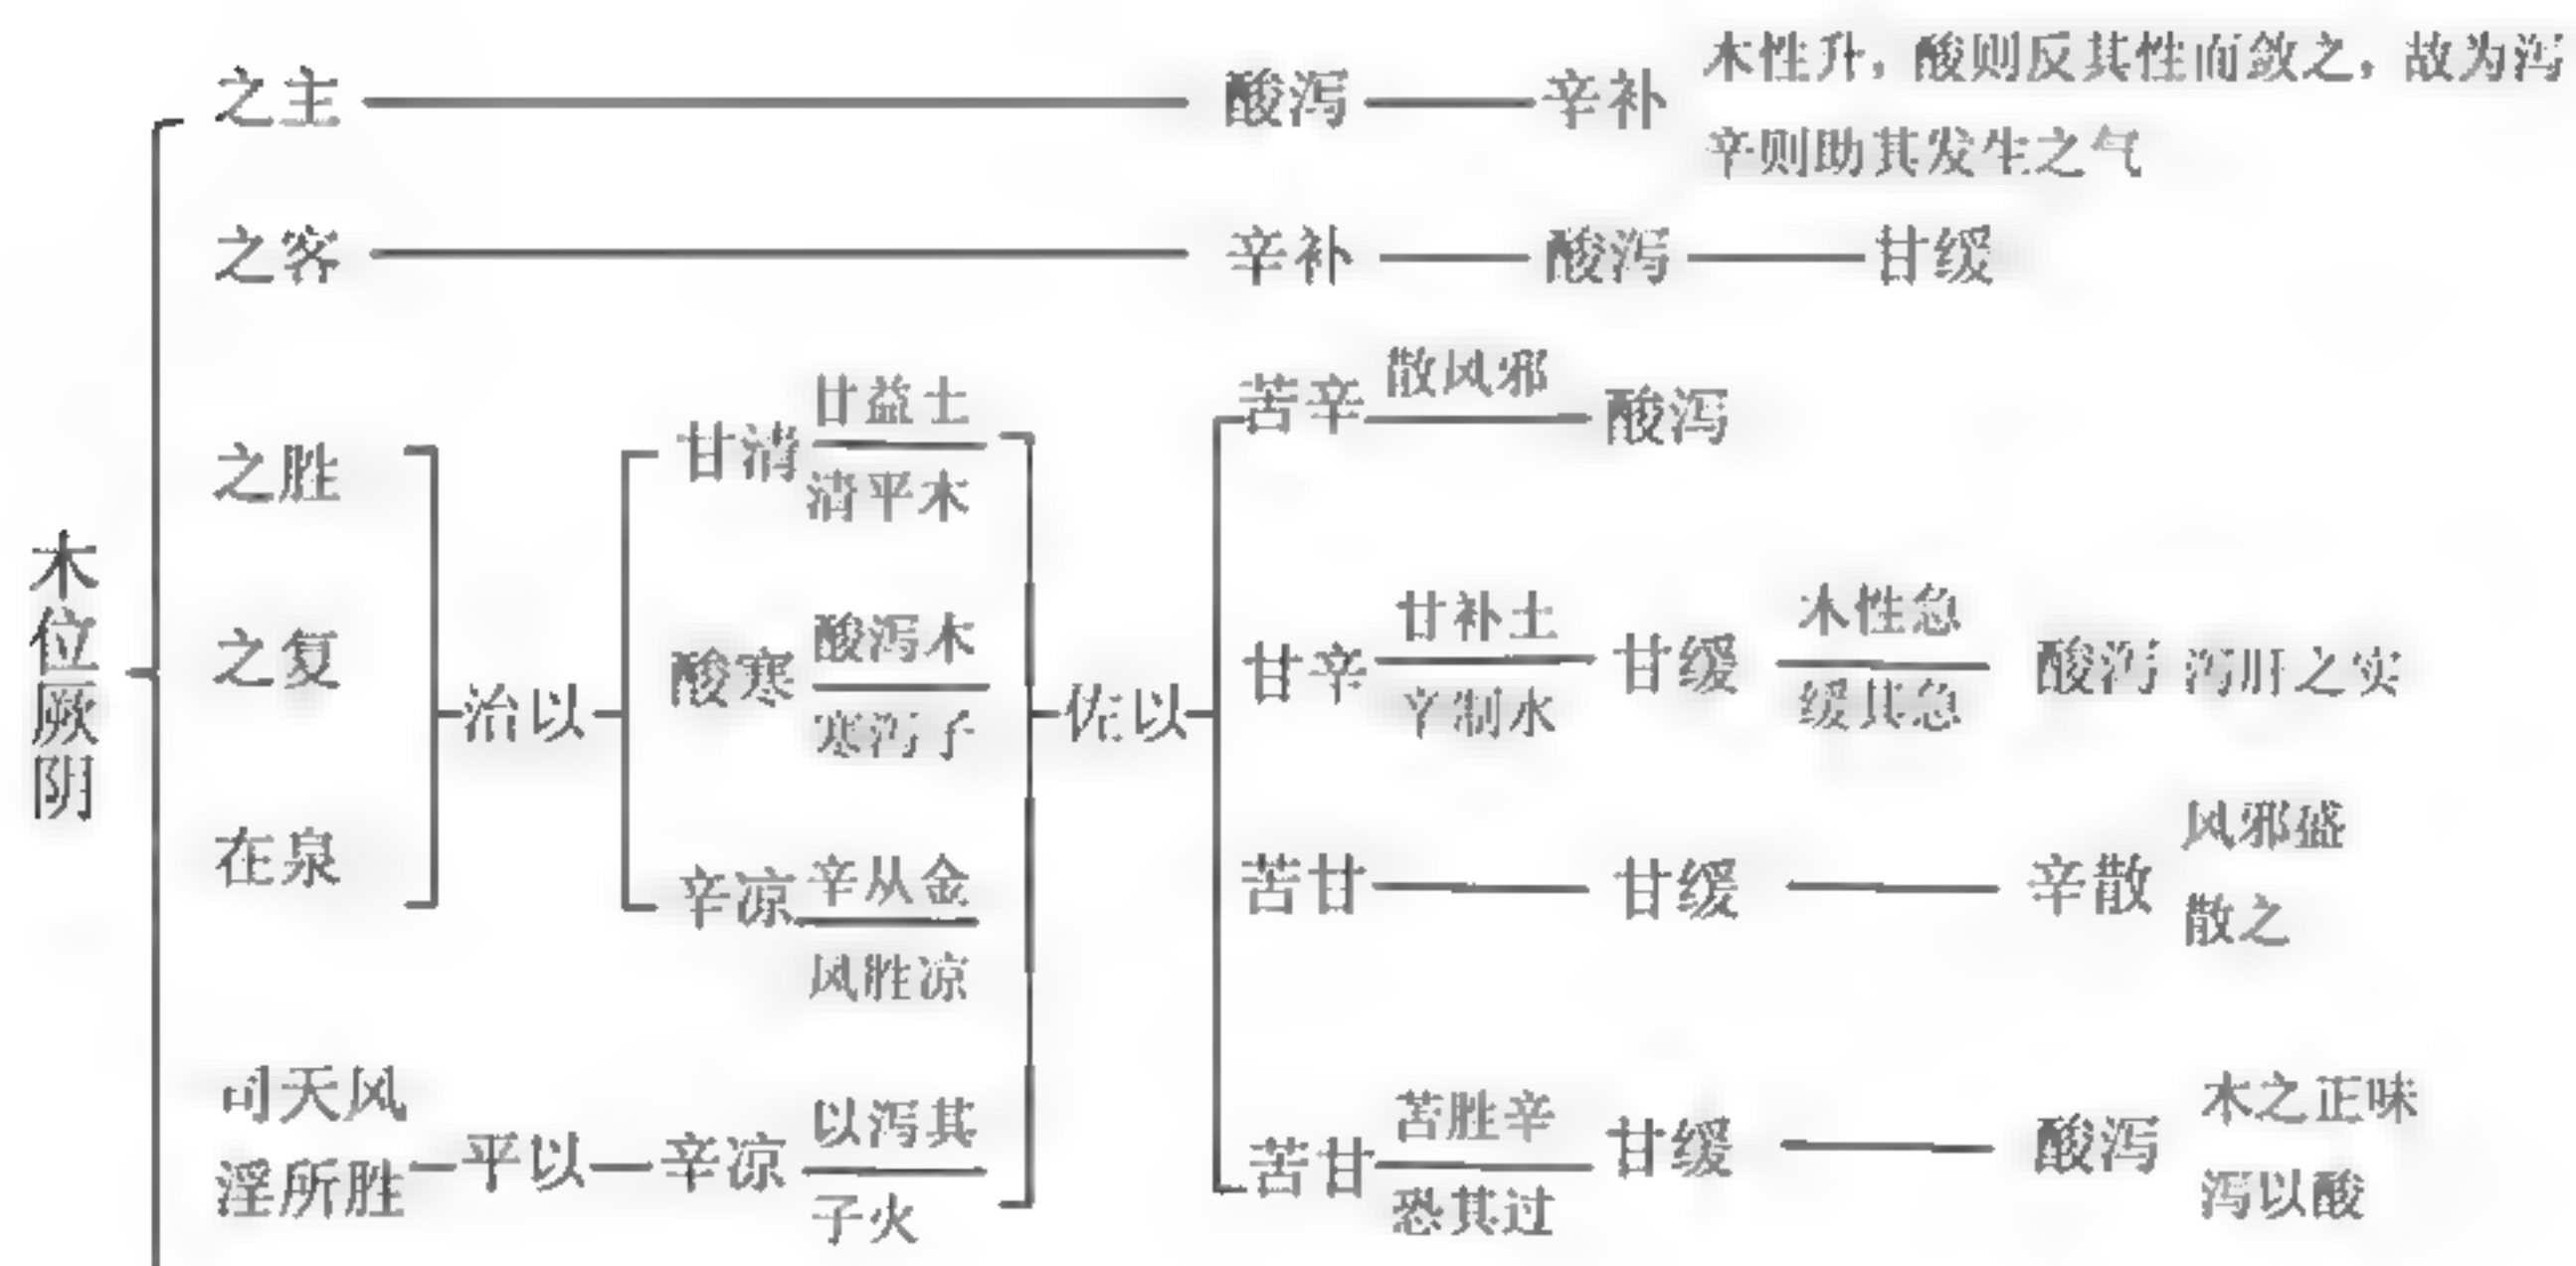 木位厥阴
之主 酸泻 辛补 木性升，酸则反其性而敛之，故为泻
辛则助其发生之气
之客 辛补 酸泻 甘缓
之胜
之复
在泉
治以
甘清 甘益土
清平木
酸寒 酸泻木
寒泻子
辛凉 辛从金
风胜凉
司天风
淫所胜
平以 辛凉 以泻其
子火
佐以
苦辛 散风邪 酸泻
甘辛 甘补土
辛制水
甘缓 木性急
缓其急
酸泻 泻肝之实
苦甘 甘缓 辛散 风邪盛
散之
苦甘 苦胜辛
恐其过
甘缓 酸泻 木之正味
泻以酸